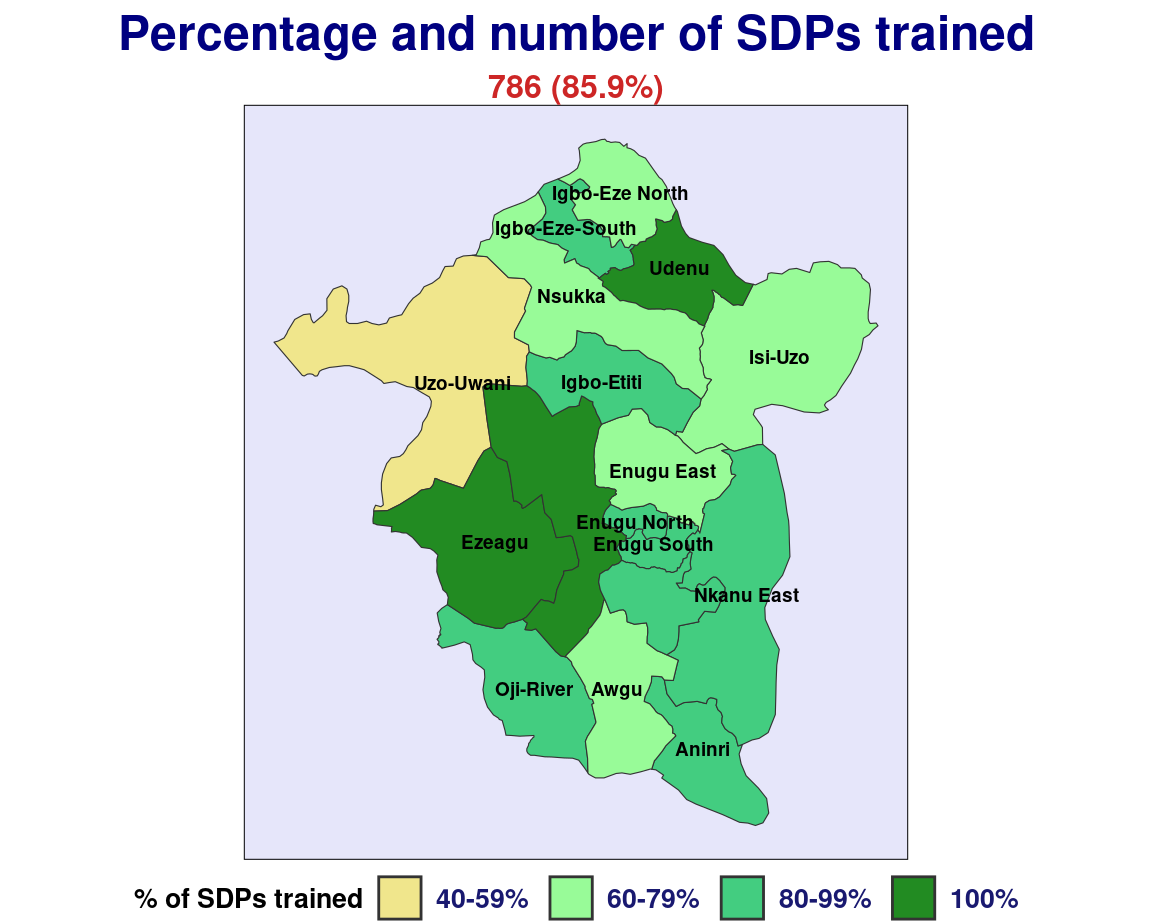 Percentage and number of SDPs trained
786 (85.9%)
Igbo-Eze North
Igbo-Eze-South
Udenu
Nsukka
Isi-Uzo
Uzo-Uwani
Igbo-Etiti
Enugu East
Enugu North
Ezeagu
Enugu South
Nkanu East
Oji-River
Awgu
Aninri
% of SDPs trained 40-59% 60-79% 80-99% 100%